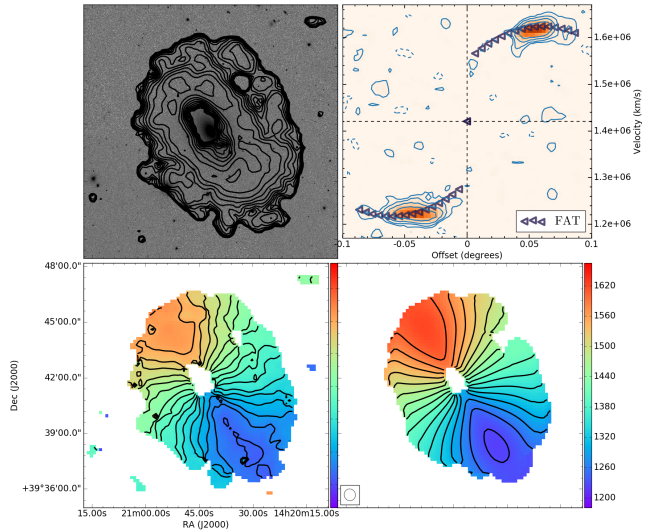 1.6e+06
1.5e+06
1.4e+06
1.3e+06
1.2e+06
Velocity (km/s)
FAT
0.1
-0.05
0
0.05
0.1
Offset (degrees)
48'00.0"
45'00.0"
42'00.0"
39'00.0"
+39°36'00.0"
Dec (J2000)
15.00s
21m00.00s
45.00s
30.00s
14h20m15.00s
RA (J2000)
1620
1560
1500
1440
1380
1320
1260
1200